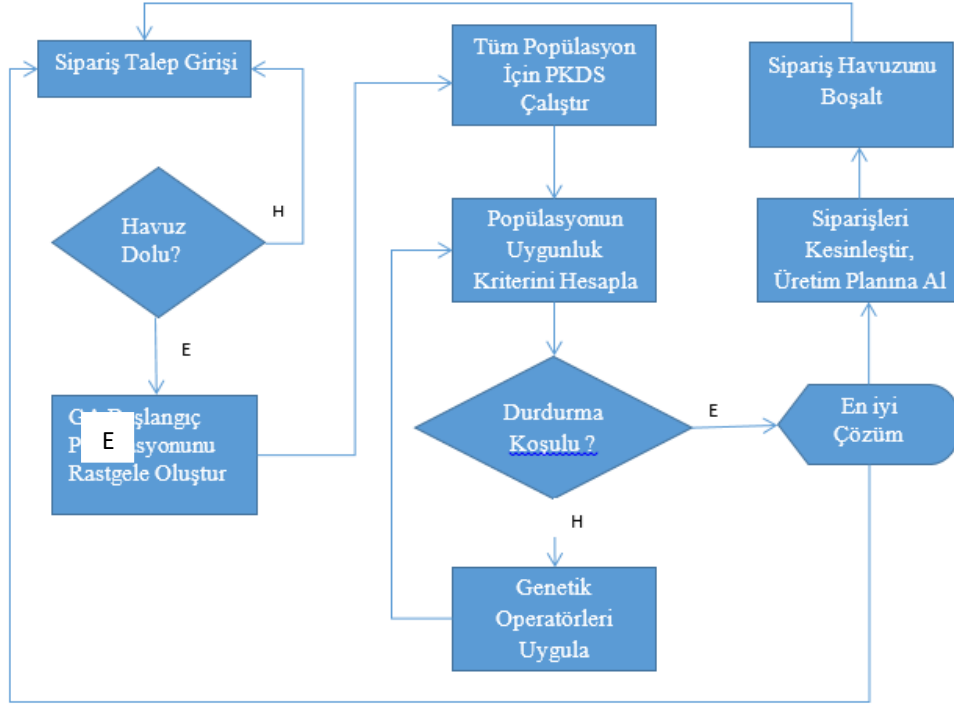 Sipariş Talep Girişi
Havuz
Dolu?
H
E
Başlangıç
E
Rastgele Oluştur
Tüm Popülasyon
İçin PKDS
Çalıştır
Popülasyonun
Uygunluk
Kriterini Hesapla
Durdurma
Koşulu ?
E
H
Genetik
Operatörleri
Uygula
En iyi
Çözüm
Siparişleri
Kesinleştir,
Üretim Planına Al
Sipariş Havuzunu
Boşalt